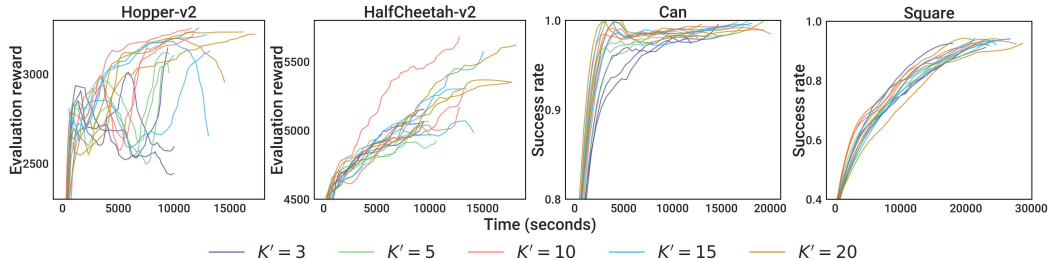 Hopper-v2
Evaluation reward
3000
2500
0 5000 10000 15000
HalfCheetah-v2
Evaluation reward
5500
5000
4500
0 5000 10000 15000
Can
Success rate
1.0
0.9
0.8
0 5000 10000 15000 20000
Square
Success rate
1.0
0.8
0.6
0.4
0 10000 20000 30000
Time (seconds)
K′ = 3 K′ = 5 K′ = 10 K′ = 15 K′ = 20